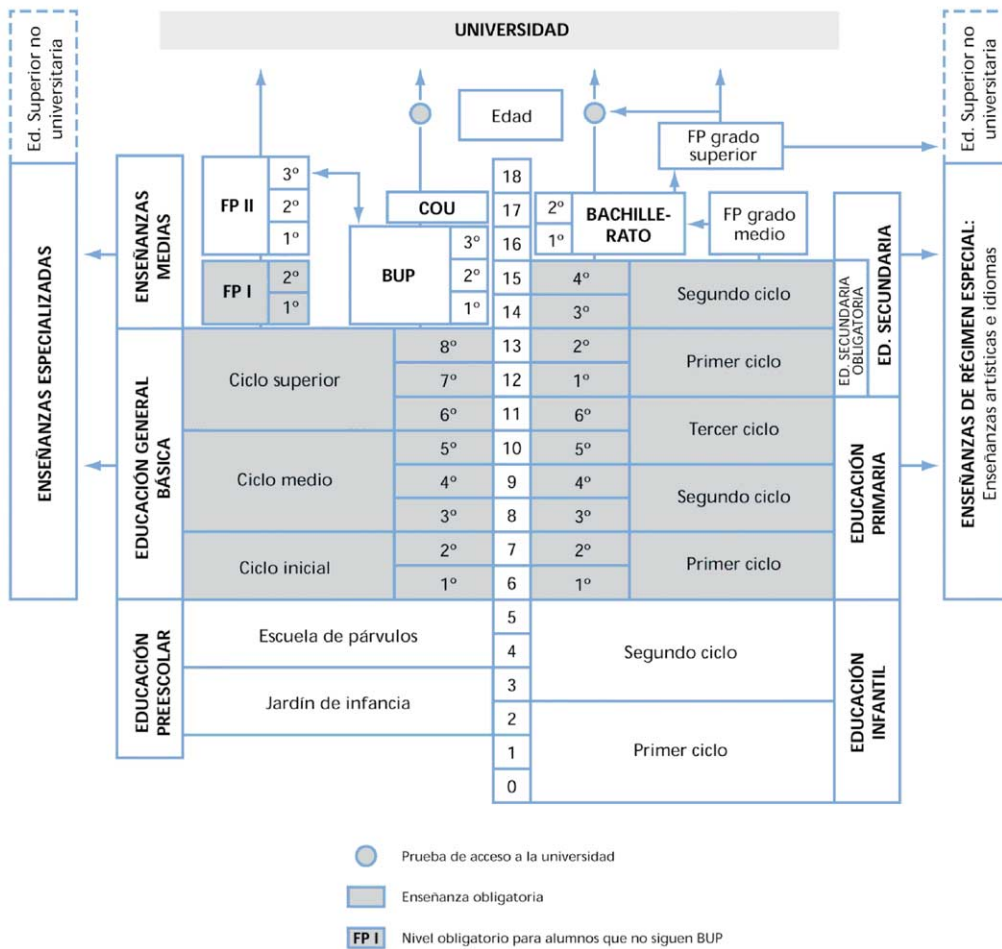 UNIVERSIDAD
Ed. Superior no
universitaria
Ed. Superior no
universitaria
Edad
FP grado
superior
ENSEÑANZAS ESPECIALIZADAS
ENSEÑANZAS
MEDIAS
FP II
3º
2º
1º
FP I
2º
1º
COU
BUP
3º
2º
1º
18
17
16
15
14
13
12
11
10
9
8
7
6
5
4
3
2
1
0
2º
1º
BACHILLE-
RATO
FP grado
medio
4º
3º
Segundo ciclo
2º
1º
Primer ciclo
ED. SECUNDARIA
OBLIGATORIA
ED. SECUNDARIA
ENSEÑANZAS DE RÉGIMEN ESPECIAL:
Enseñanzas artísticas e idiomas
EDUCACIÓN GENERAL
BÁSICA
Ciclo superior
8º
7º
6º
Ciclo medio
5º
4º
3º
Ciclo inicial
2º
1º
6º
5º
Tercer ciclo
4º
3º
Segundo ciclo
2º
1º
Primer ciclo
EDUCACIÓN
PRIMARIA
EDUCACIÓN
PREESCOLAR
Escuela de párvulos
Jardín de infancia
Segundo ciclo
Primer ciclo
EDUCACIÓN
INFANTIL
Prueba de acceso a la universidad
Enseñanza obligatoria
FP I
Nivel obligatorio para alumnos que no siguen BUP